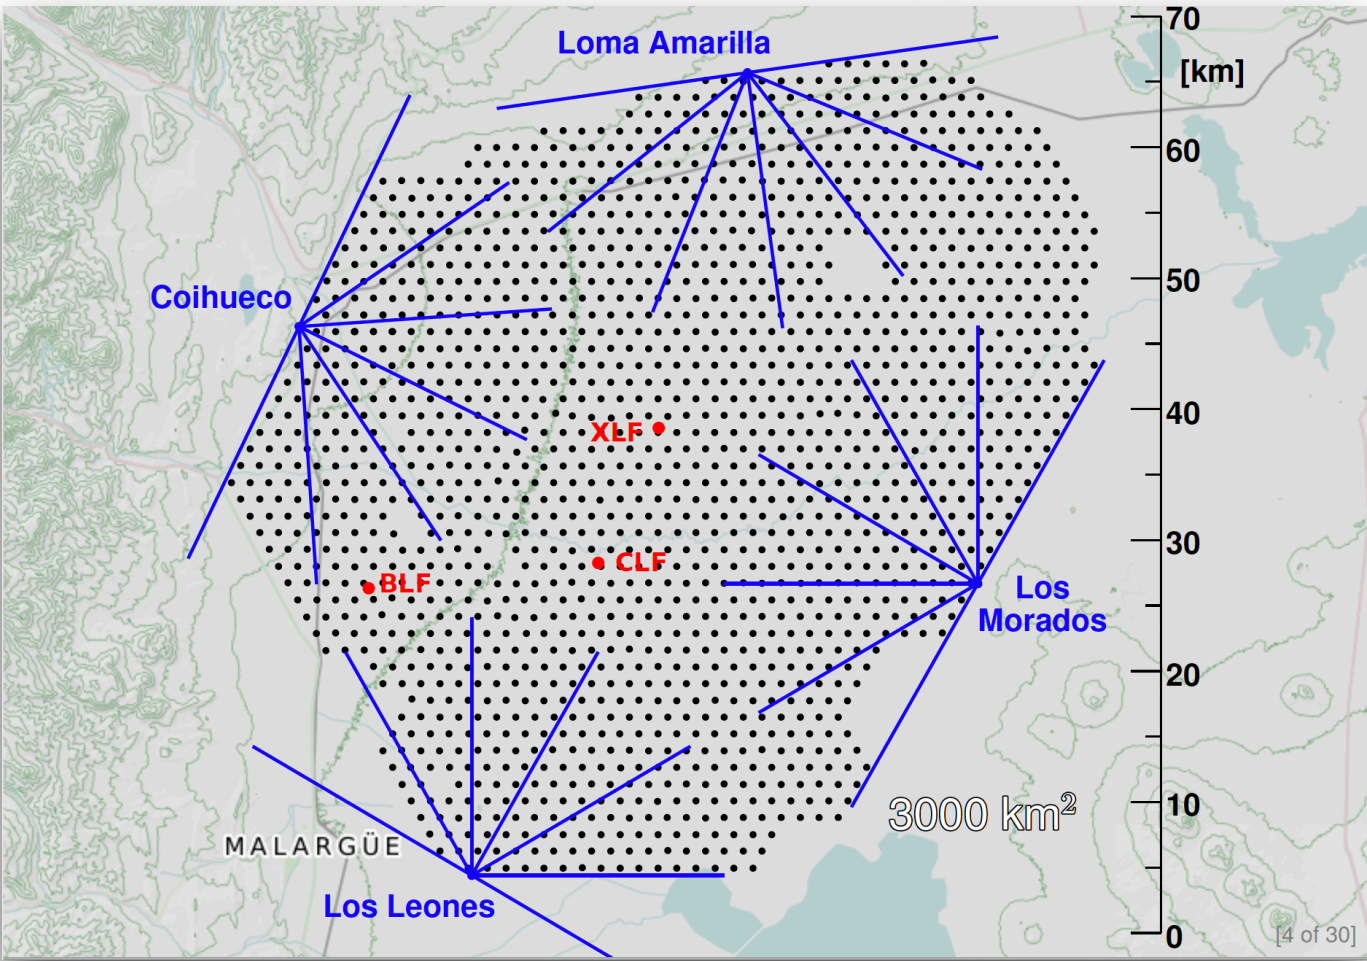 Loma Amarilla
70
[km]
60
50
Coihueco
40
XLF
30
CLF
BLF
Los
Morados
20
10
3000 km²
MALARGÜE
Los Leones
0
[4 of 30]